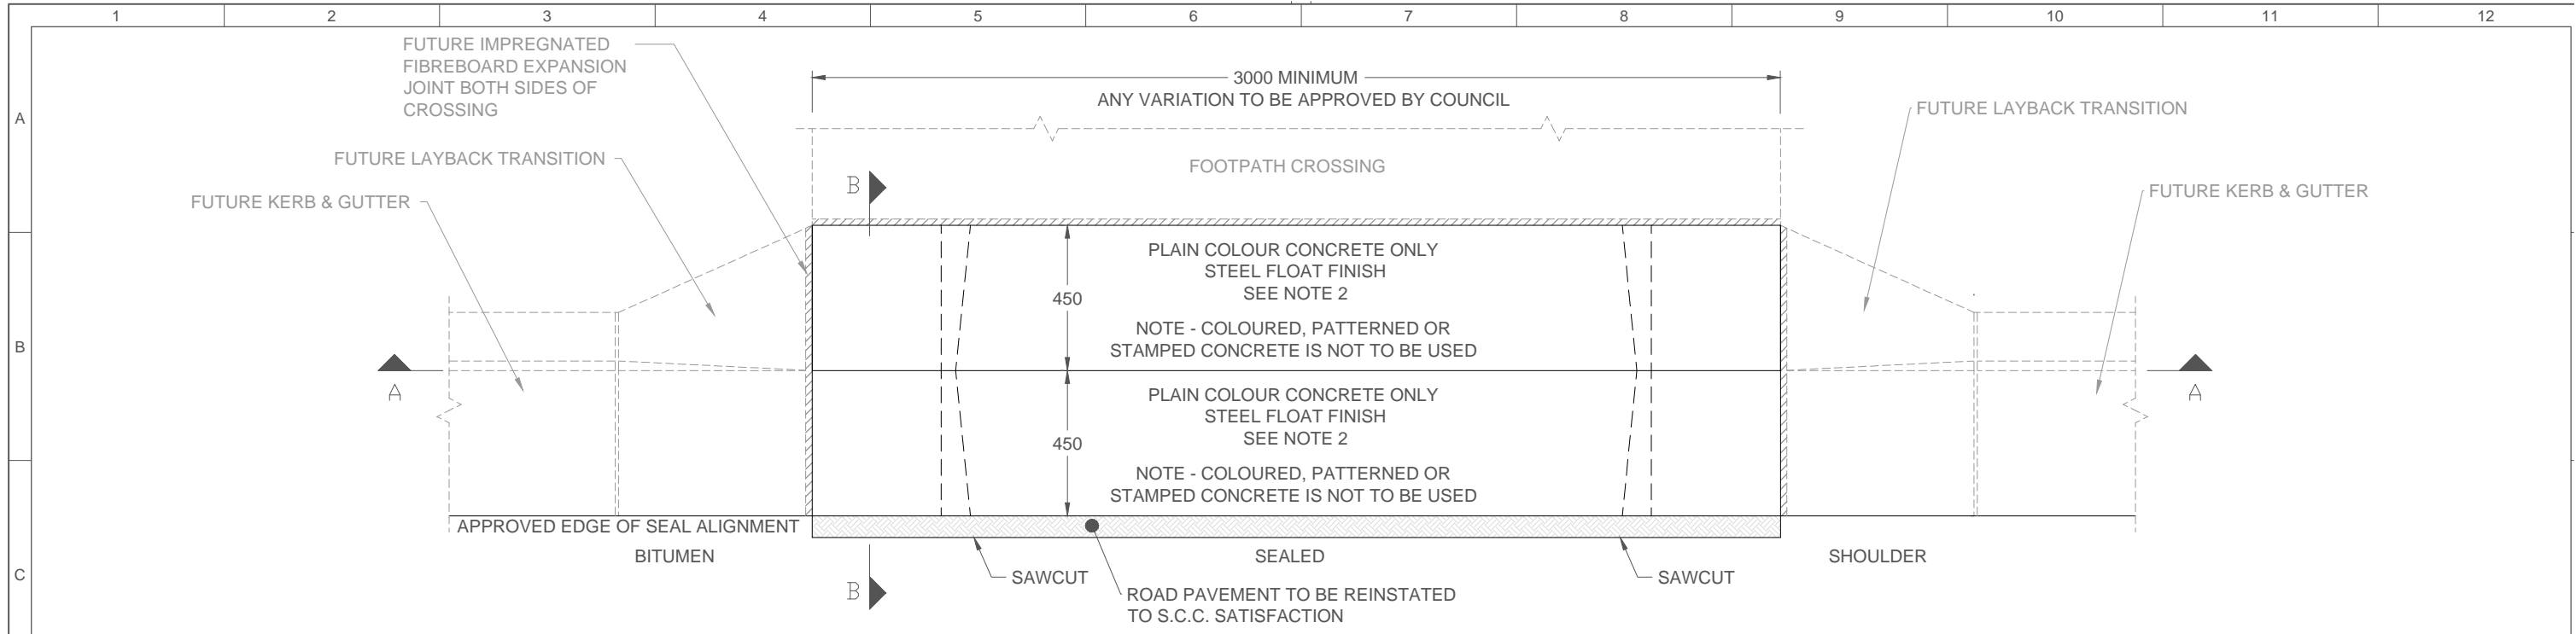 1 2 3 4 5 6 7 8 9 10 11 12
A
B
C
FUTURE IMPREGNATED
FIBREBOARD EXPANSION
JOINT BOTH SIDES OF
CROSSING
3000 MINIMUM
ANY VARIATION TO BE APPROVED BY COUNCIL
FUTURE LAYBACK TRANSITION
FUTURE LAYBACK TRANSITION
FOOTPATH CROSSING
B
FUTURE KERB & GUTTER
FUTURE KERB & GUTTER
PLAIN COLOUR CONCRETE ONLY
STEEL FLOAT FINISH
SEE NOTE 2
450
NOTE - COLOURED, PATTERNED OR
STAMPED CONCRETE IS NOT TO BE USED
A
A
PLAIN COLOUR CONCRETE ONLY
STEEL FLOAT FINISH
SEE NOTE 2
450
NOTE - COLOURED, PATTERNED OR
STAMPED CONCRETE IS NOT TO BE USED
APPROVED EDGE OF SEAL ALIGNMENT
BITUMEN
SEALED
SHOULDER
SAWCUT
SAWCUT
B
ROAD PAVEMENT TO BE REINSTATED
TO S.C.C. SATISFACTION